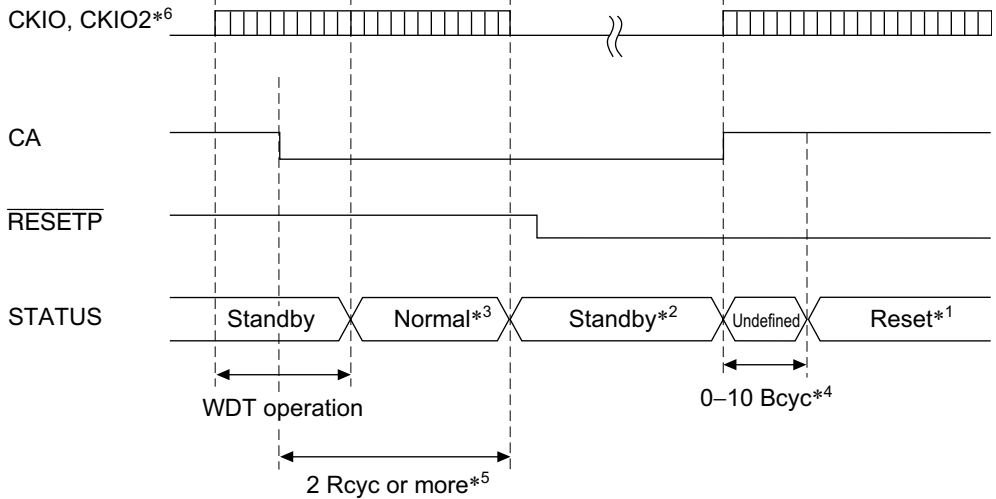 CKIO, CKIO2*6
CA
RESETP
STATUS
Standby
Normal*3
Standby*2
Undefined
Reset*1
WDT operation
0–10 Bcyc*4
2 Rcyc or more*5